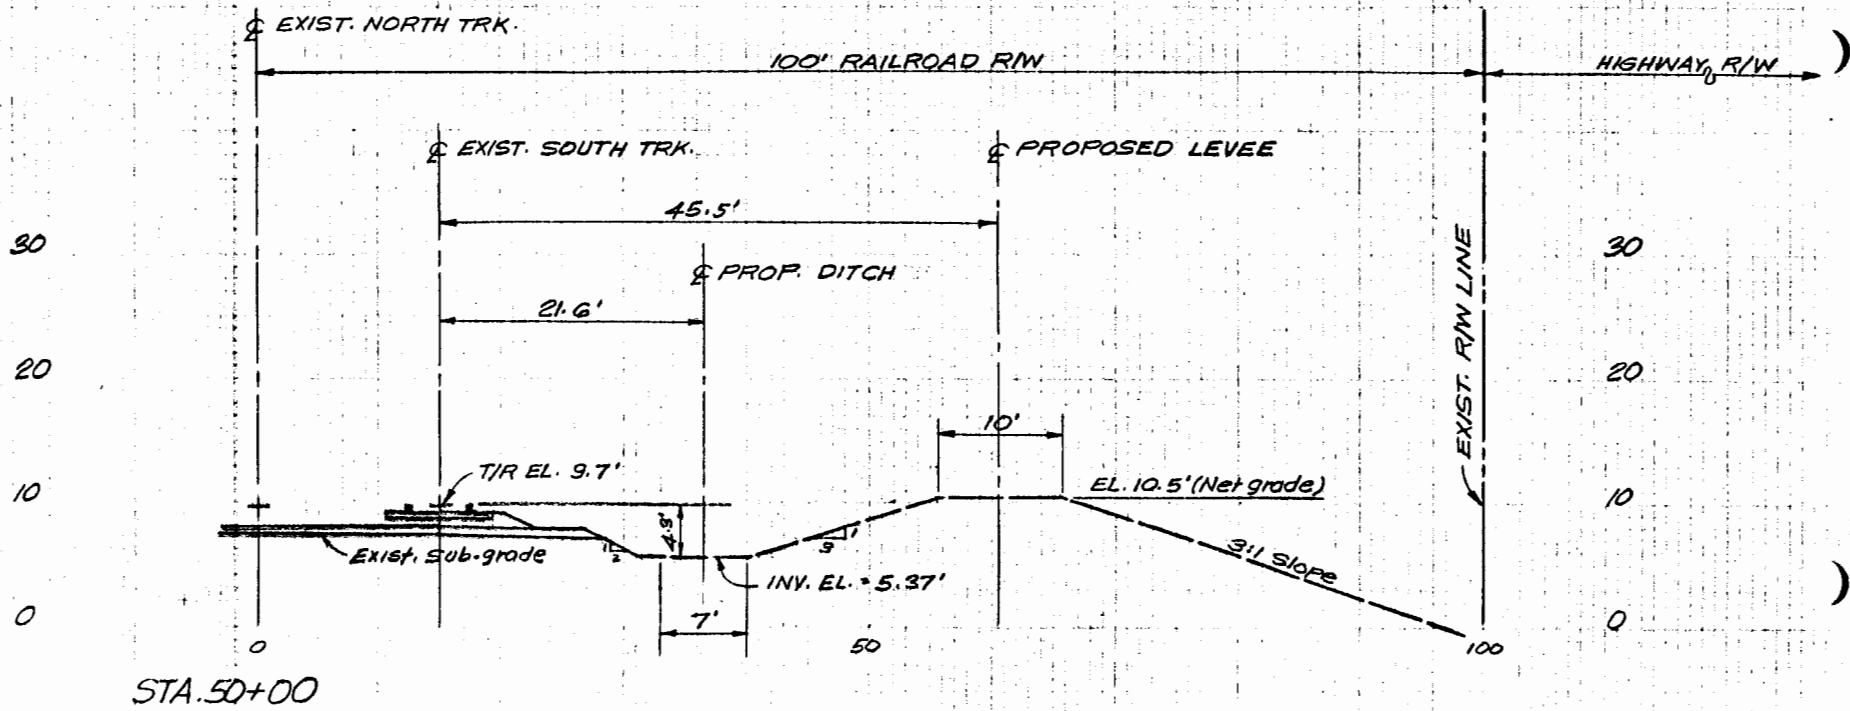 ℄ EXIST. NORTH TRK.
100' RAILROAD R/W
HIGHWAY R/W
℄ EXIST. SOUTH TRK.
℄ PROPOSED LEVEE
45.5'
30
30
℄ PROP. DITCH
21.6'
EXIST. R/W LINE
20
20
10'
T/R EL. 9.7'
EL. 10.5' (Net grade)
10
10
4.3'
1
2
1
3
Exist. Sub-grade
3:1 Slope
INV. EL. = 5.37'
7'
0
0
0
50
100
STA. 50+00